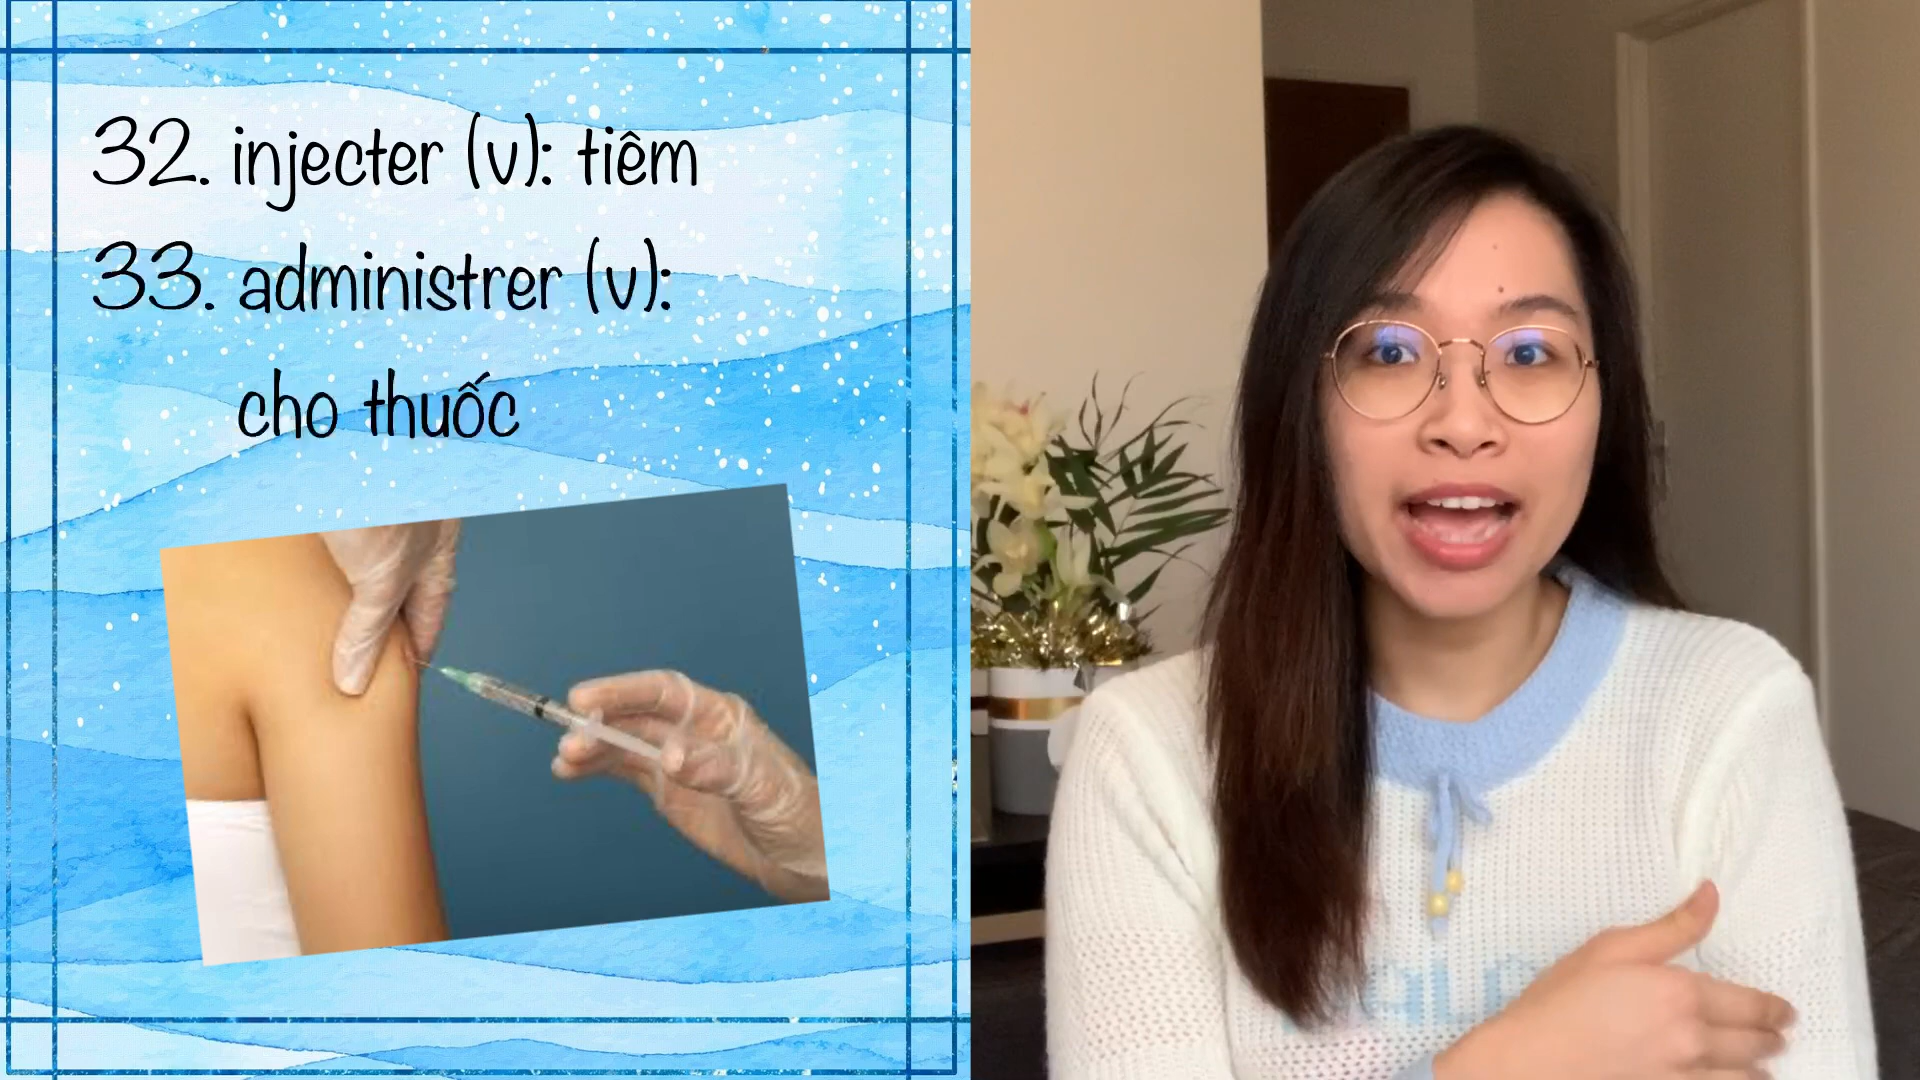 32. injecter (v): tiêm
33. administrer (v):
cho thuốc